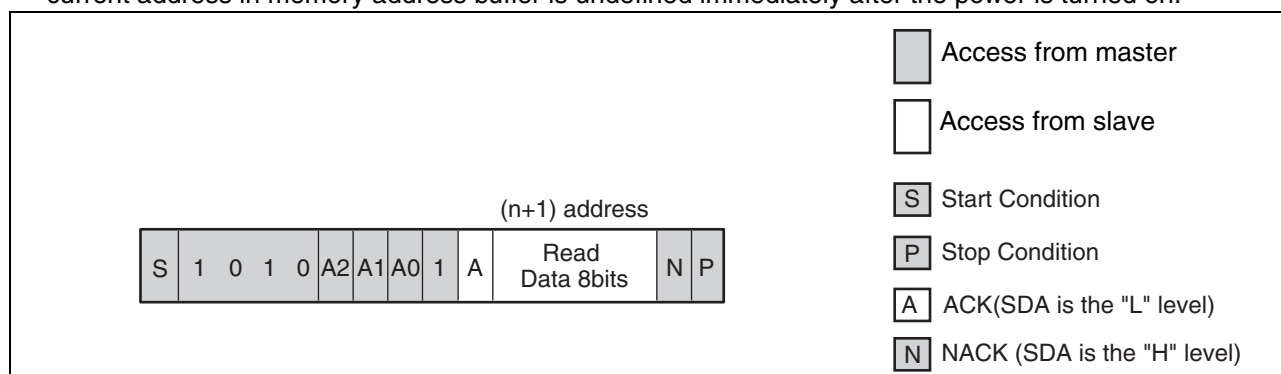 current address in memory address buffer is undefined immediately after the power is turned on.
Access from master
Access from slave
(n+1) address
S 1 0 1 0 A2 A1 A0 1 A Read Data 8bits N P
S Start Condition
P Stop Condition
A ACK(SDA is the "L" level)
N NACK (SDA is the "H" level)